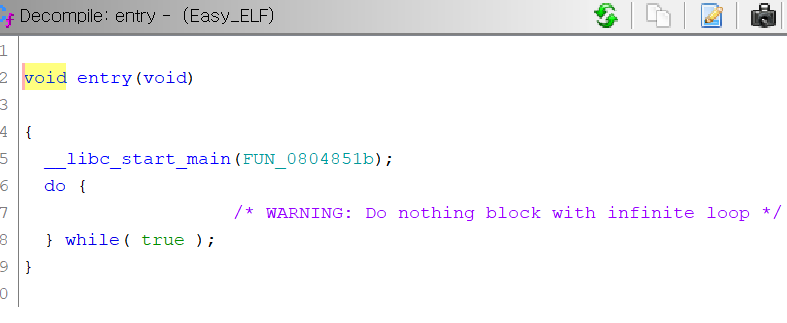 Decompile: entry - (Easy_ELF)
1
2 void entry(void)
3
4 {
5 __libc_start_main(FUN_0804851b);
6 do {
7 /* WARNING: Do nothing block with infinite loop */
8 } while( true );
9 }
0